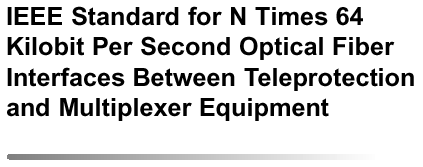 IEEE Standard for N Times 64
Kilobit Per Second Optical Fiber
Interfaces Between Teleprotection
and Multiplexer Equipment